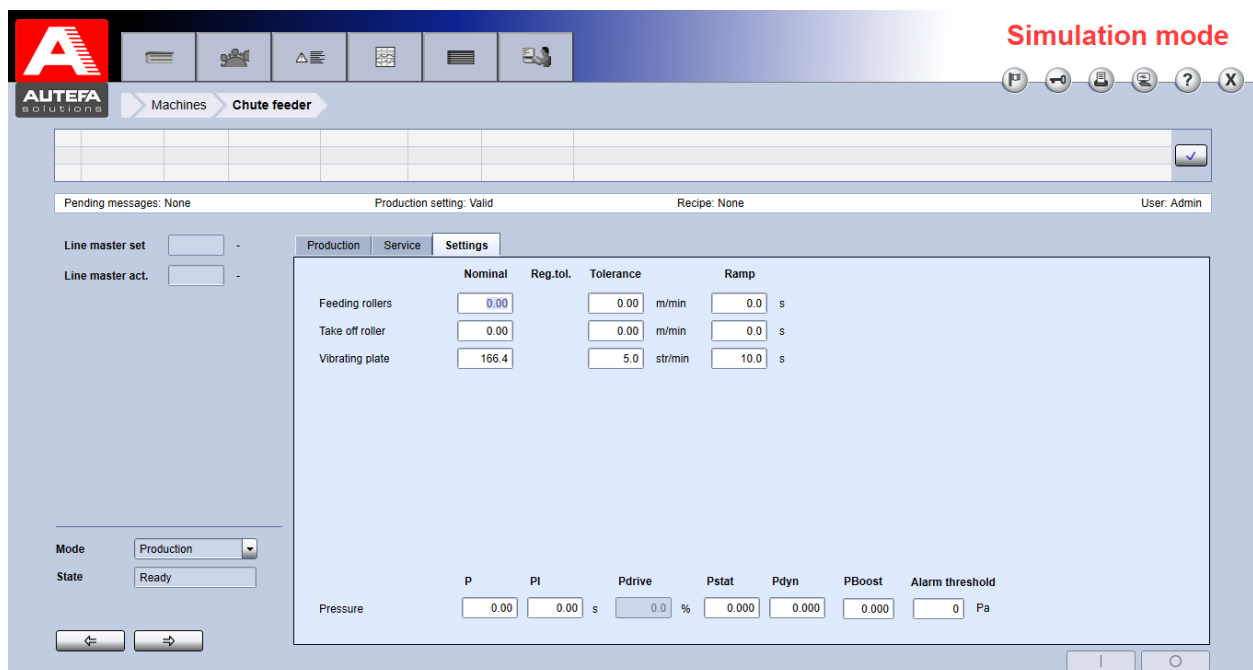 Simulation mode
AUTEFA
solutions
Machines
Chute feeder
? X
Pending messages: None Production setting: Valid Recipe: None User: Admin
Line master set -
Line master act. -
Production Service Settings
Nominal Reg.tol. Tolerance Ramp
Feeding rollers 0.00 0.00 m/min 0.0 s
Take off roller 0.00 0.00 m/min 0.0 s
Vibrating plate 166.4 5.0 str/min 10.0 s
Mode Production
State Ready
P PI Pdrive Pstat Pdyn PBoost Alarm threshold
Pressure 0.00 0.00 s 0.0 % 0.000 0.000 0.000 0 Pa